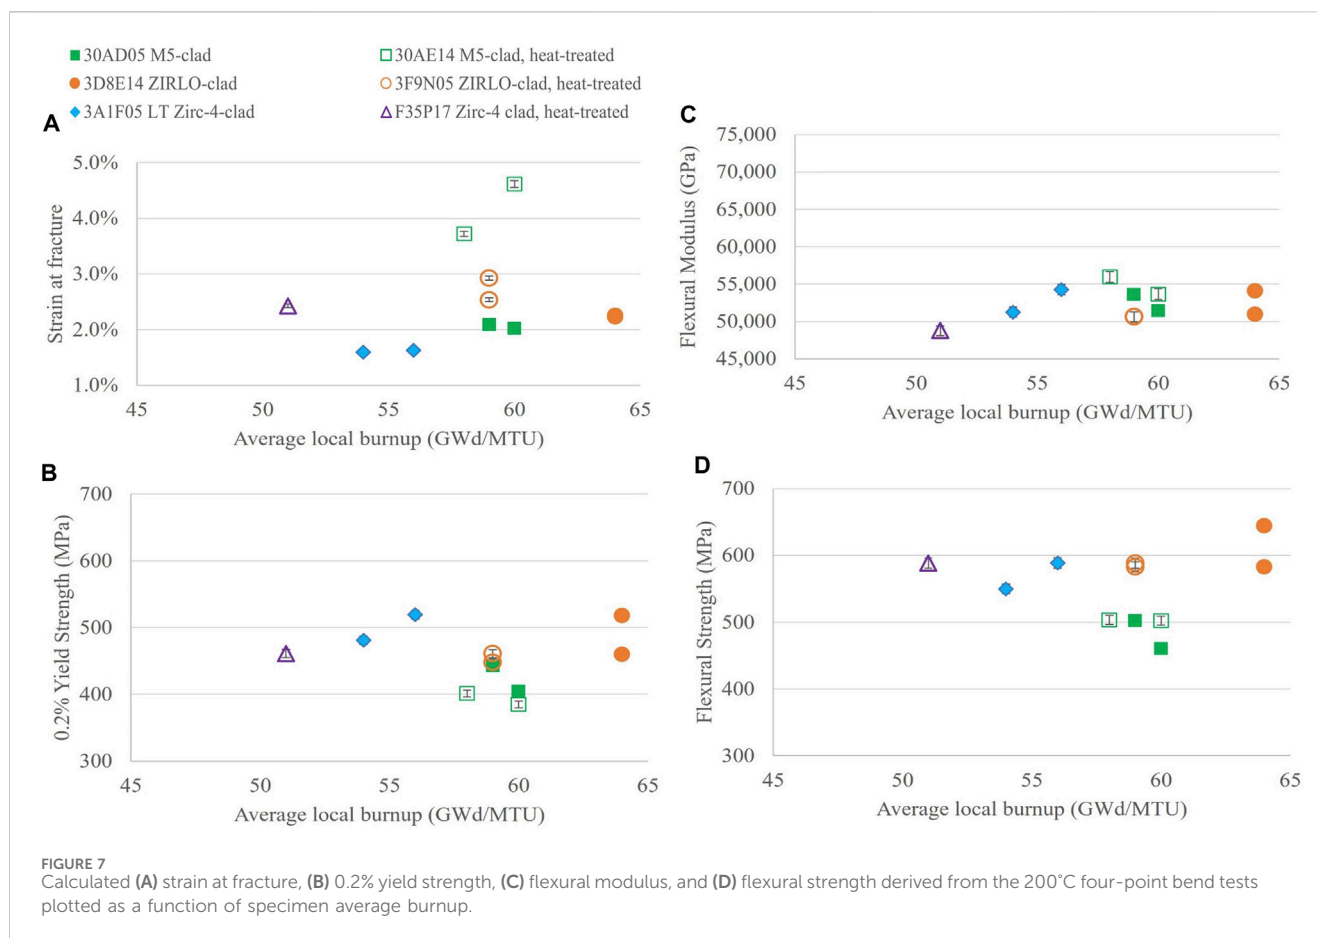 30AD05 M5-clad
30AE14 M5-clad, heat-treated
3D8E14 ZIRLO-clad
3F9N05 ZIRLO-clad, heat-treated
3A1F05 LT Zirc-4-clad
F35P17 Zirc-4 clad, heat-treated
A
5.0%
4.0%
3.0%
2.0%
1.0%
Strain at fracture
45
50
55
60
65
Average local burnup (GWd/MTU)
B
700
600
500
400
300
0.2% Yield Strength (MPa)
45
50
55
60
65
Average local burnup (GWd/MTU)
C
75,000
70,000
65,000
60,000
55,000
50,000
45,000
Flexural Modulus (GPa)
45
50
55
60
65
Average local burnup (GWd/MTU)
D
700
600
500
400
300
Flexural Strength (MPa)
45
50
55
60
65
Average local burnup (GWd/MTU)
FIGURE 7
Calculated (A) strain at fracture, (B) 0.2% yield strength, (C) flexural modulus, and (D) flexural strength derived from the 200°C four-point bend tests
plotted as a function of specimen average burnup.